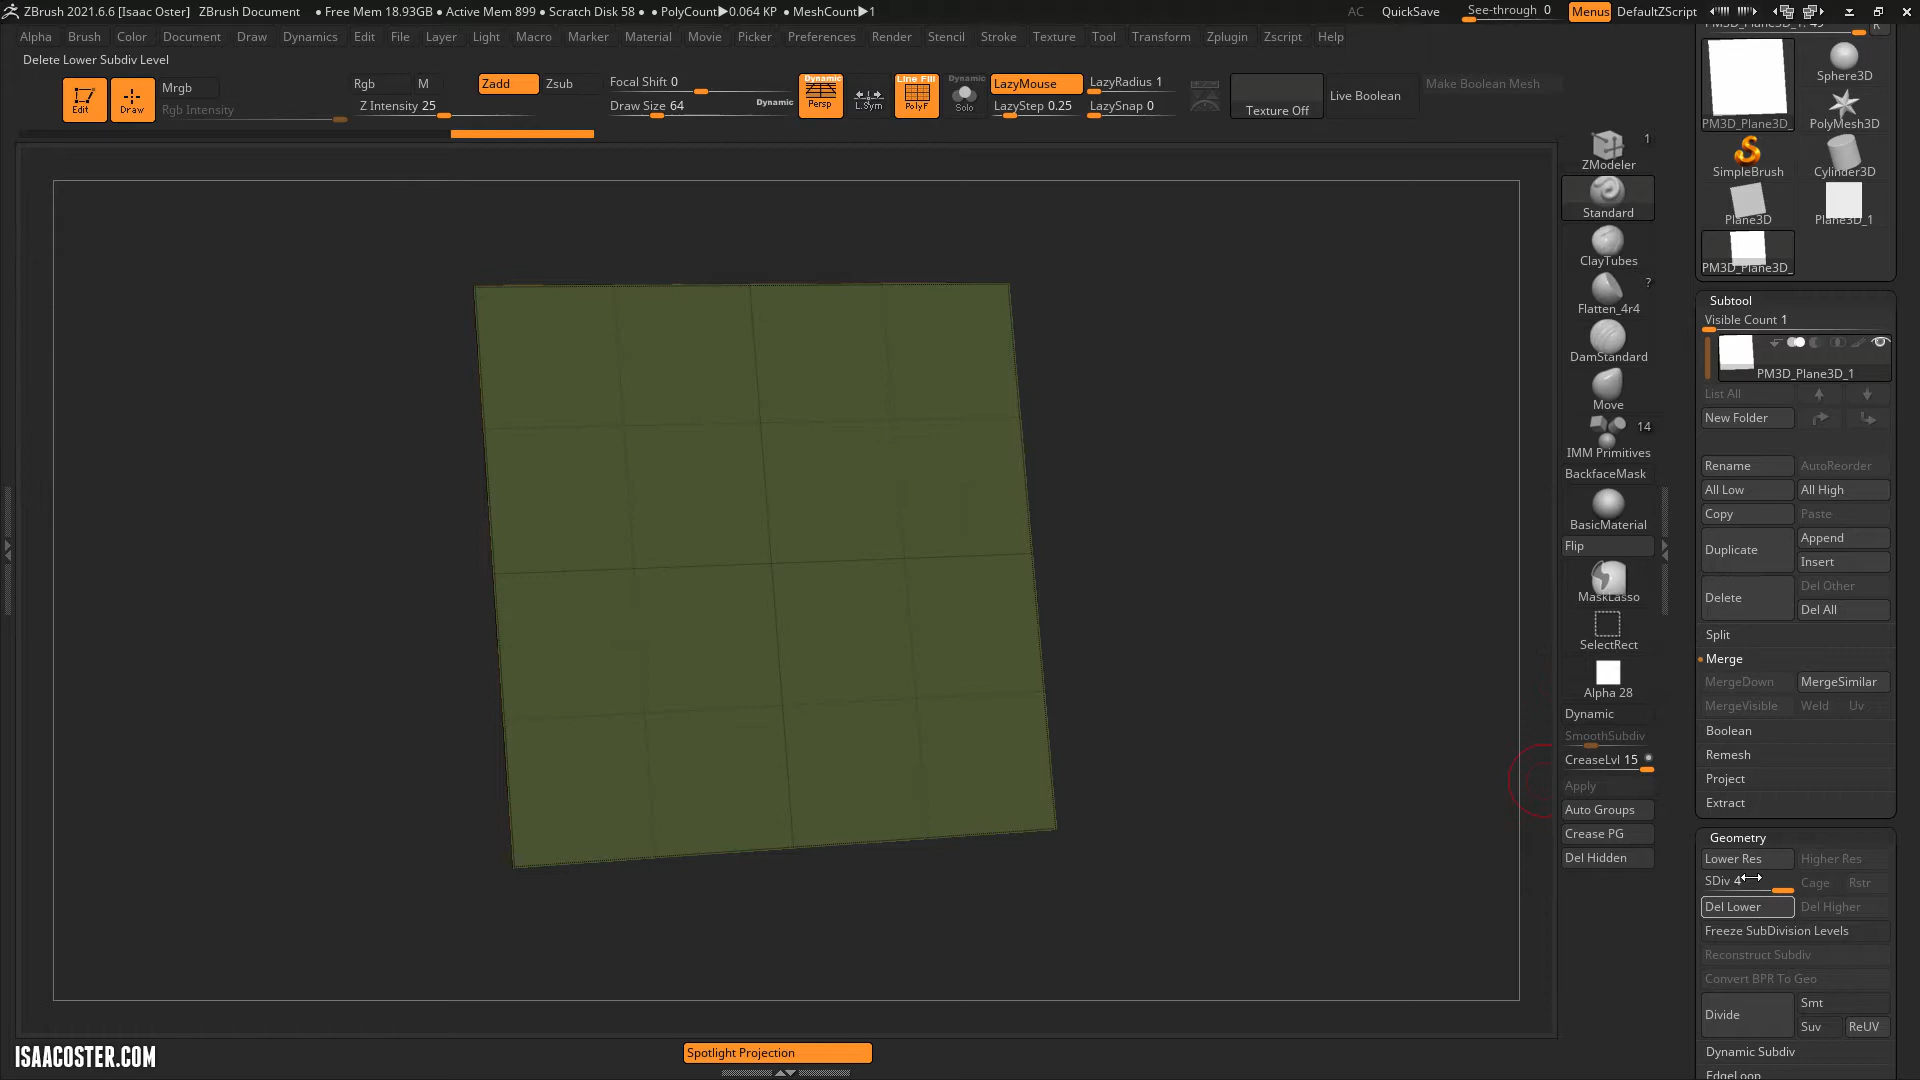 ZBrush 2021.6.6 [Isaac Oster] ZBrush Document • Free Mem 18.93GB • Active Mem 899 • Scratch Disk 58 • PolyCount▶0.064 KP • MeshCount▶1 AC QuickSave See-through 0 Menus DefaultZScript
Alpha Brush Color Document Draw Dynamics Edit File Layer Light Macro Marker Material Movie Picker Preferences Render Stencil Stroke Texture Tool Transform Zplugin Zscript Help
Delete Lower Subdiv Level
Edit Draw Mrgb Rgb M Zadd Zsub Focal Shift 0 Dynamic Persp L.Sym Line Fill PolyF Dynamic Solo LazyMouse LazyRadius 1 Texture Off Live Boolean Make Boolean Mesh
Rgb Intensity Z Intensity 25 Draw Size 64 Dynamic LazyStep 0.25 LazySnap 0
1
ZModeler
Standard
ClayTubes
?
Flatten_4r4
DamStandard
Move
14
IMM Primitives
BackfaceMask
BasicMaterial
Flip
MaskLasso
SelectRect
Alpha 28
Dynamic
SmoothSubdiv
CreaseLvl 15
Apply
Auto Groups
Crease PG
Del Hidden
R
Sphere3D
PM3D_Plane3D_ PolyMesh3D
SimpleBrush Cylinder3D
Plane3D Plane3D_1
PM3D_Plane3D_
Subtool
Visible Count 1
PM3D_Plane3D_1
List All
New Folder
Rename AutoReorder
All Low All High
Copy Paste
Duplicate Append
Insert
Delete Del Other
Del All
Split
Merge
MergeDown MergeSimilar
MergeVisible Weld Uv
Boolean
Remesh
Project
Extract
Geometry
Lower Res Higher Res
SDiv 4 Cage Rstr
Del Lower Del Higher
Freeze SubDivision Levels
Reconstruct Subdiv
Convert BPR To Geo
Divide Smt
Suv ReUV
Dynamic Subdiv
EdgeLoop
Spotlight Projection
ISAACOSTER.COM